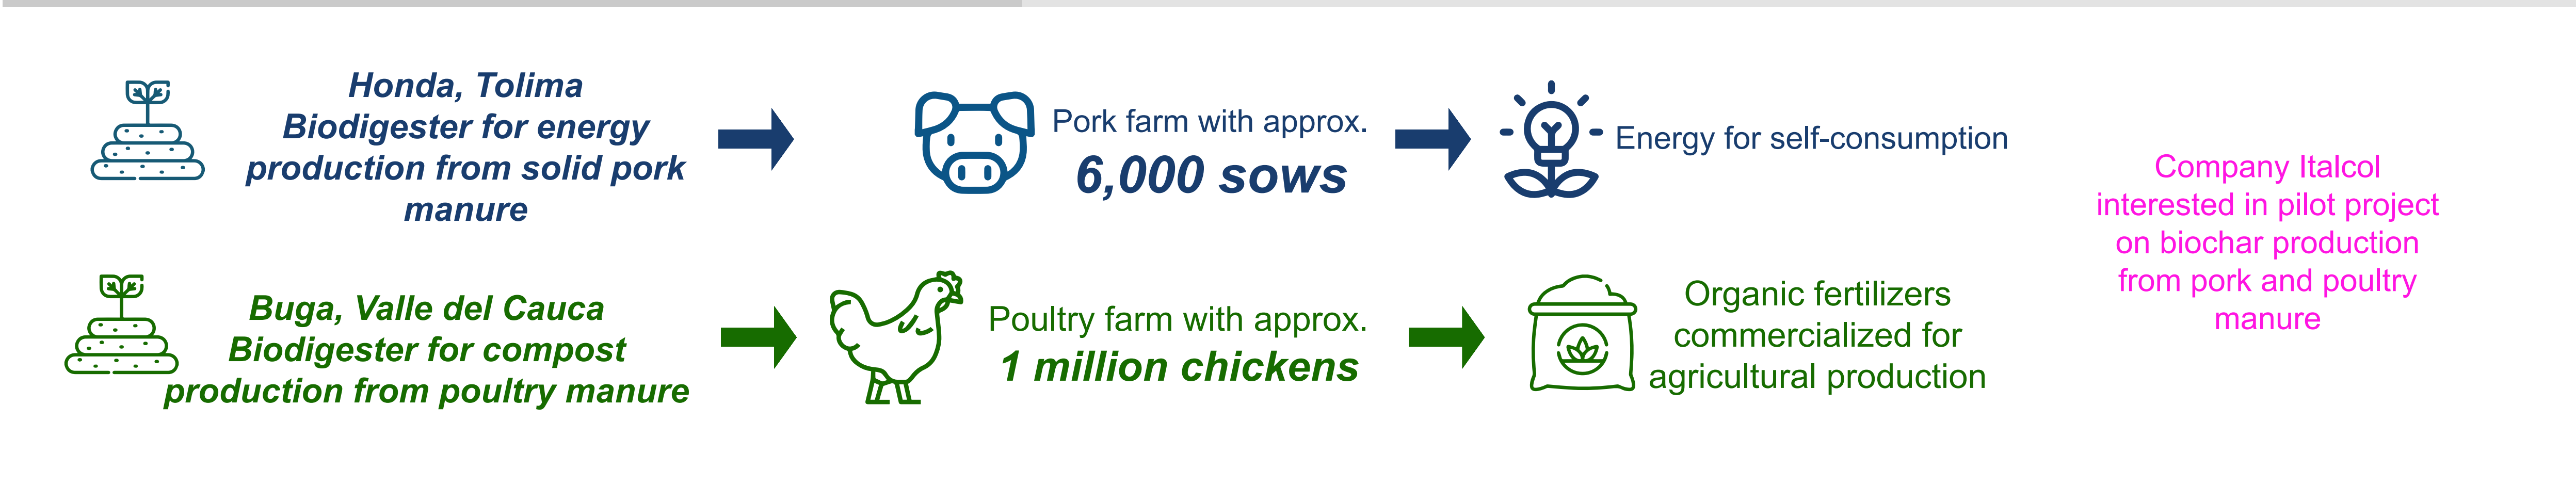 Honda, Tolima
Biodigester for energy
production from solid pork
manure
Pork farm with approx.
6,000 sows
Energy for self-consumption
Buga, Valle del Cauca
Biodigester for compost
production from poultry manure
Poultry farm with approx.
1 million chickens
Organic fertilizers
commercialized for
agricultural production
Company Italcol
interested in pilot project
on biochar production
from pork and poultry
manure